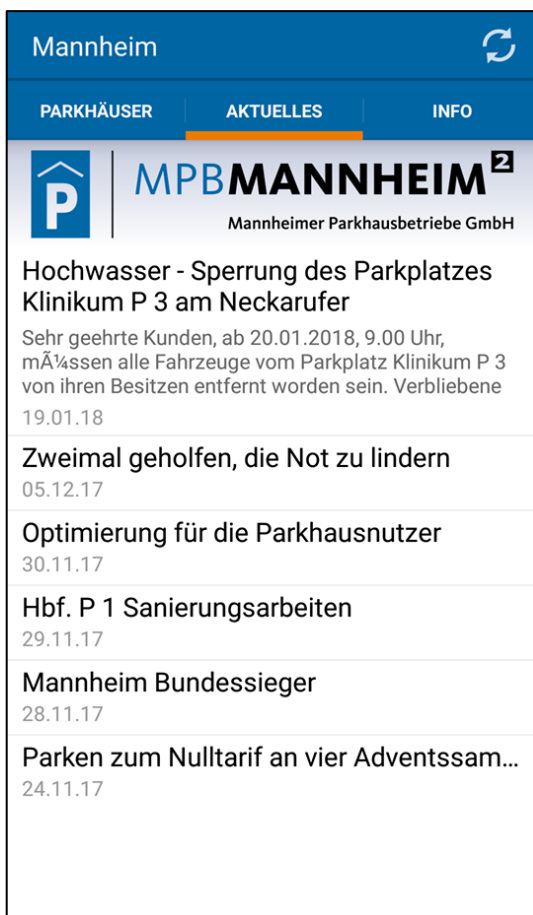 Mannheim
PARKHÄUSER AKTUELLES INFO
P MPBMANNHEIM²
Mannheimer Parkhausbetriebe GmbH
Hochwasser - Sperrung des Parkplatzes
Klinikum P 3 am Neckarufer
Sehr geehrte Kunden, ab 20.01.2018, 9.00 Uhr,
mÃ¼ssen alle Fahrzeuge vom Parkplatz Klinikum P 3
von ihren Besitzen entfernt worden sein. Verbliebene
19.01.18
Zweimal geholfen, die Not zu lindern
05.12.17
Optimierung für die Parkhausnutzer
30.11.17
Hbf. P 1 Sanierungsarbeiten
29.11.17
Mannheim Bundessieger
28.11.17
Parken zum Nulltarif an vier Adventssam...
24.11.17